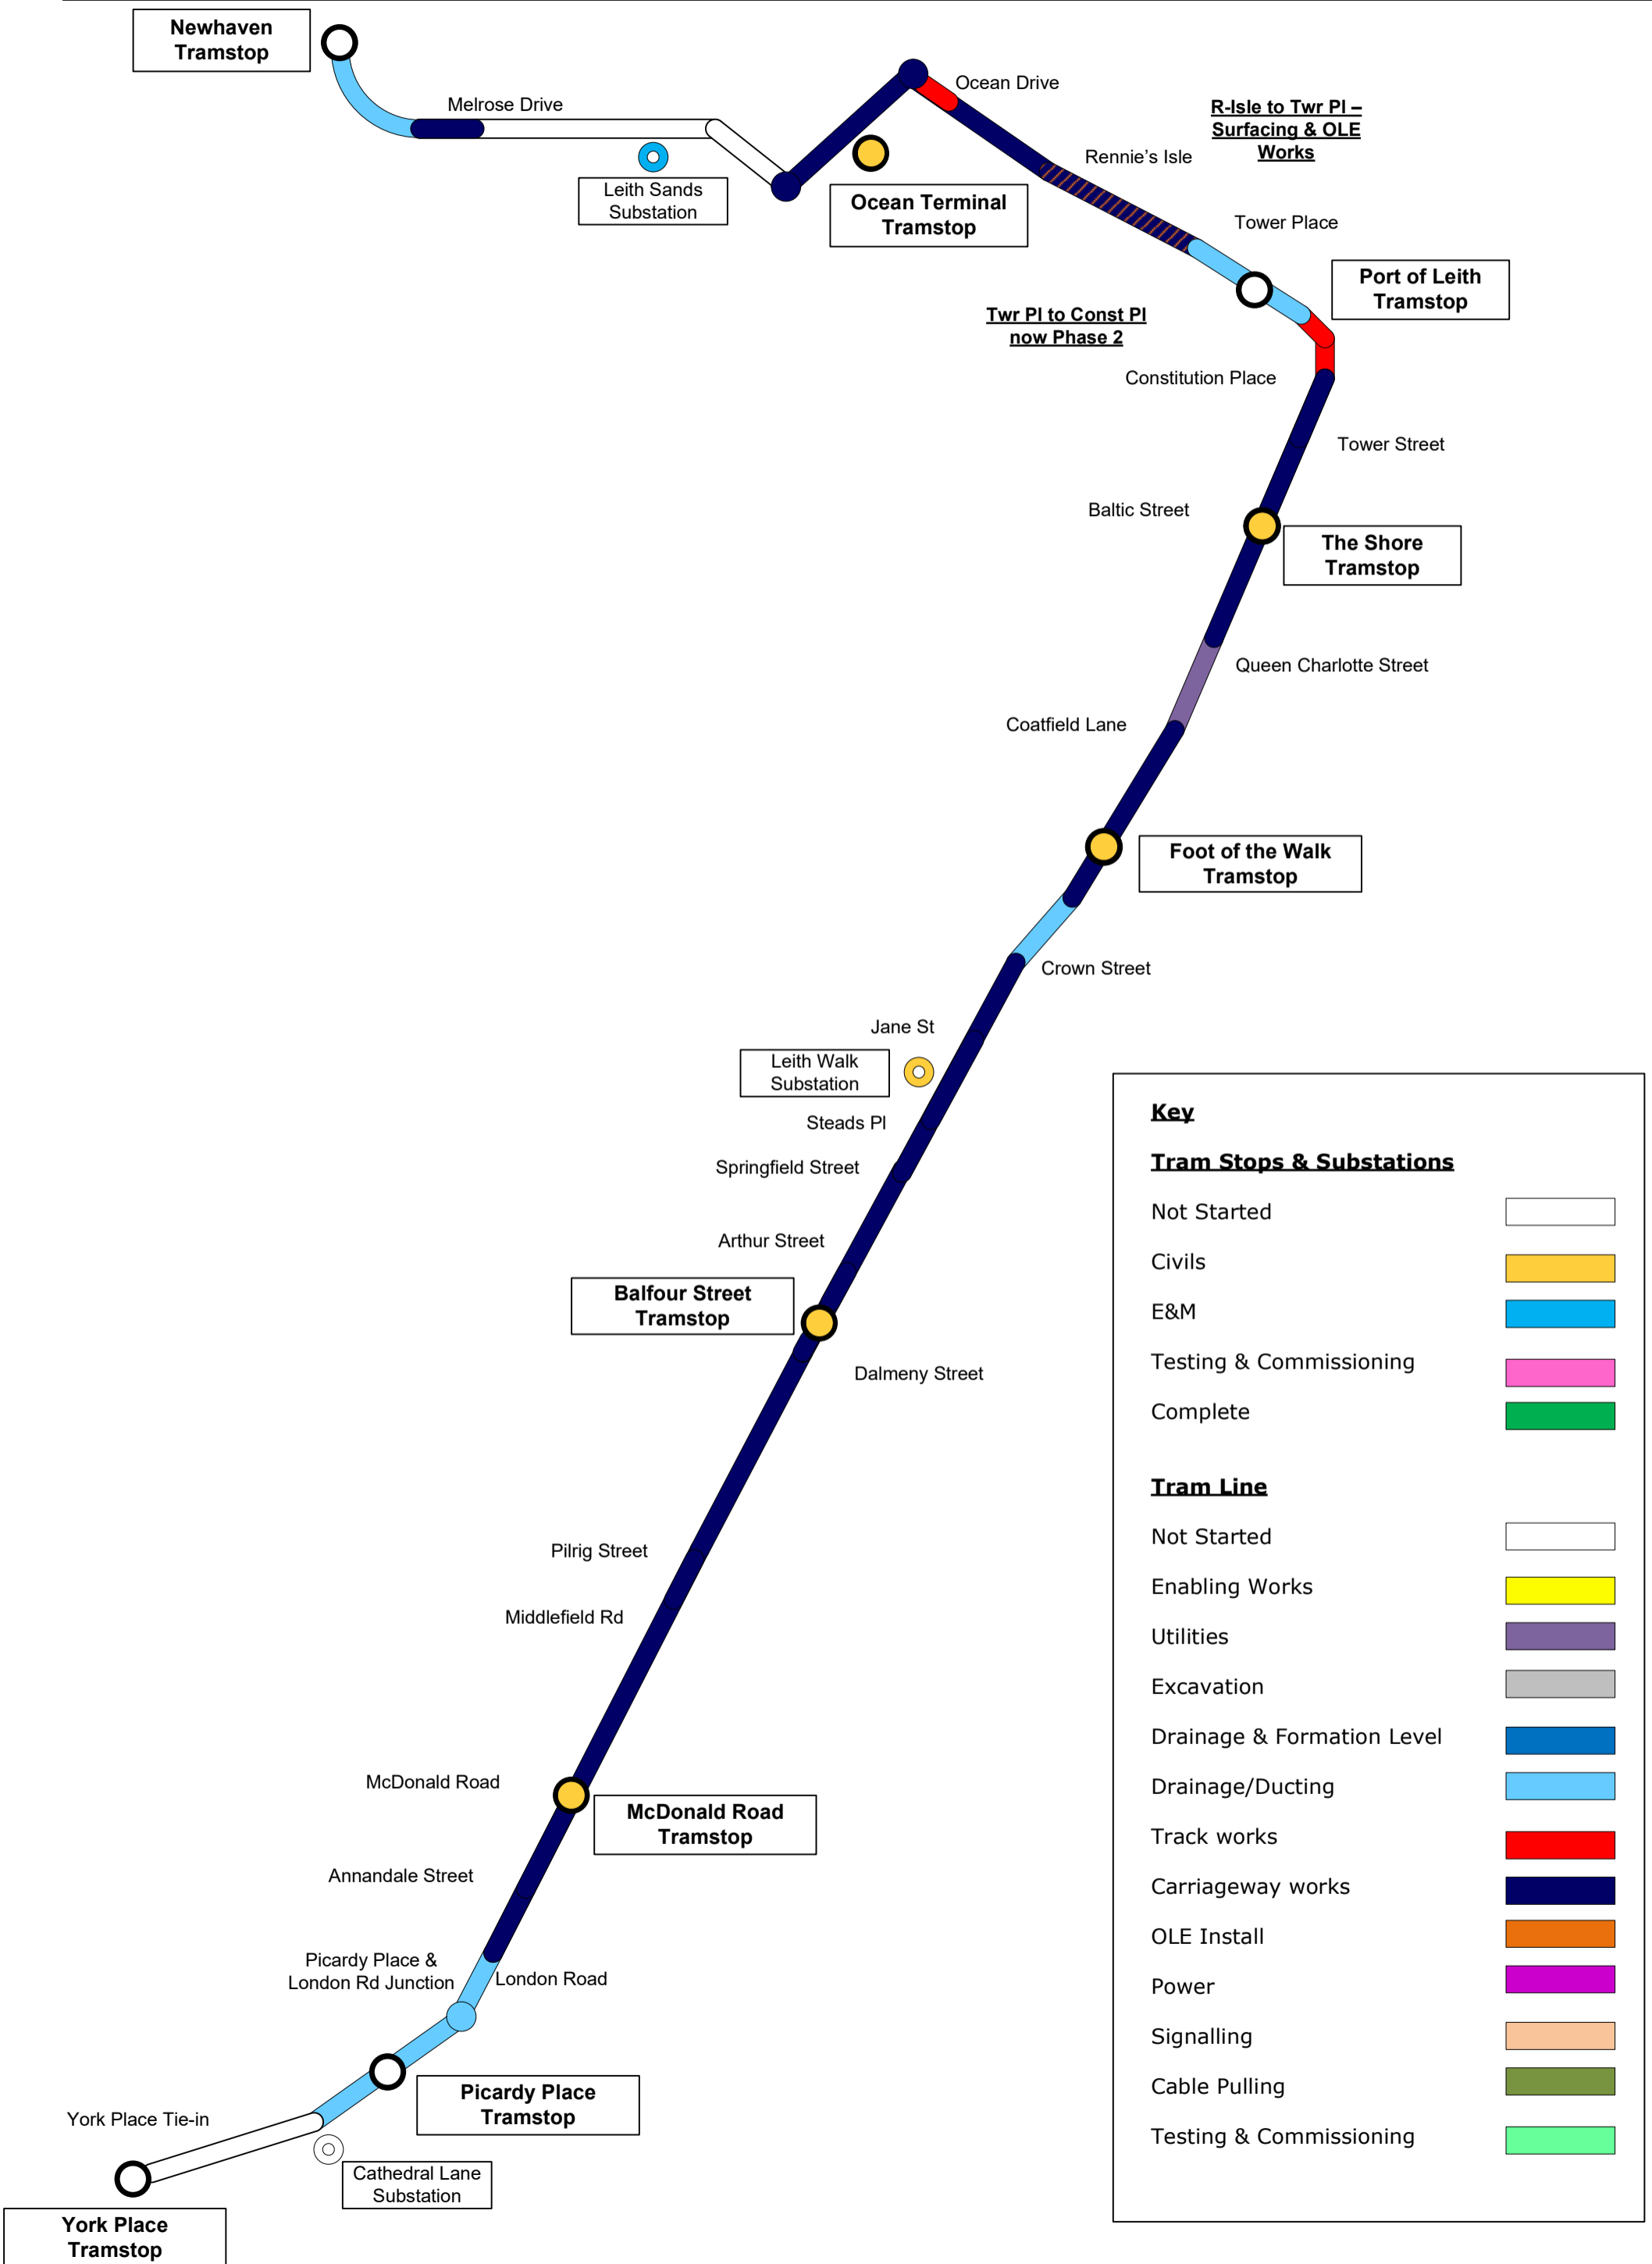 Newhaven
Tramstop
Melrose Drive
Leith Sands
Substation
Ocean Drive
Ocean Terminal
Tramstop
Rennie’s Isle
R-Isle to Twr Pl –
Surfacing & OLE
Works
Tower Place
Port of Leith
Tramstop
Twr Pl to Const Pl
now Phase 2
Constitution Place
Tower Street
Baltic Street
The Shore
Tramstop
Queen Charlotte Street
Coatfield Lane
Foot of the Walk
Tramstop
Crown Street
Jane St
Leith Walk
Substation
Steads Pl
Springfield Street
Arthur Street
Balfour Street
Tramstop
Dalmeny Street
Pilrig Street
Middlefield Rd
McDonald Road
McDonald Road
Tramstop
Annandale Street
Picardy Place &
London Rd Junction
London Road
Picardy Place
Tramstop
York Place Tie-in
Cathedral Lane
Substation
York Place
Tramstop
Key
Tram Stops & Substations
Not Started
Civils
E&M
Testing & Commissioning
Complete
Tram Line
Not Started
Enabling Works
Utilities
Excavation
Drainage & Formation Level
Drainage/Ducting
Track works
Carriageway works
OLE Install
Power
Signalling
Cable Pulling
Testing & Commissioning